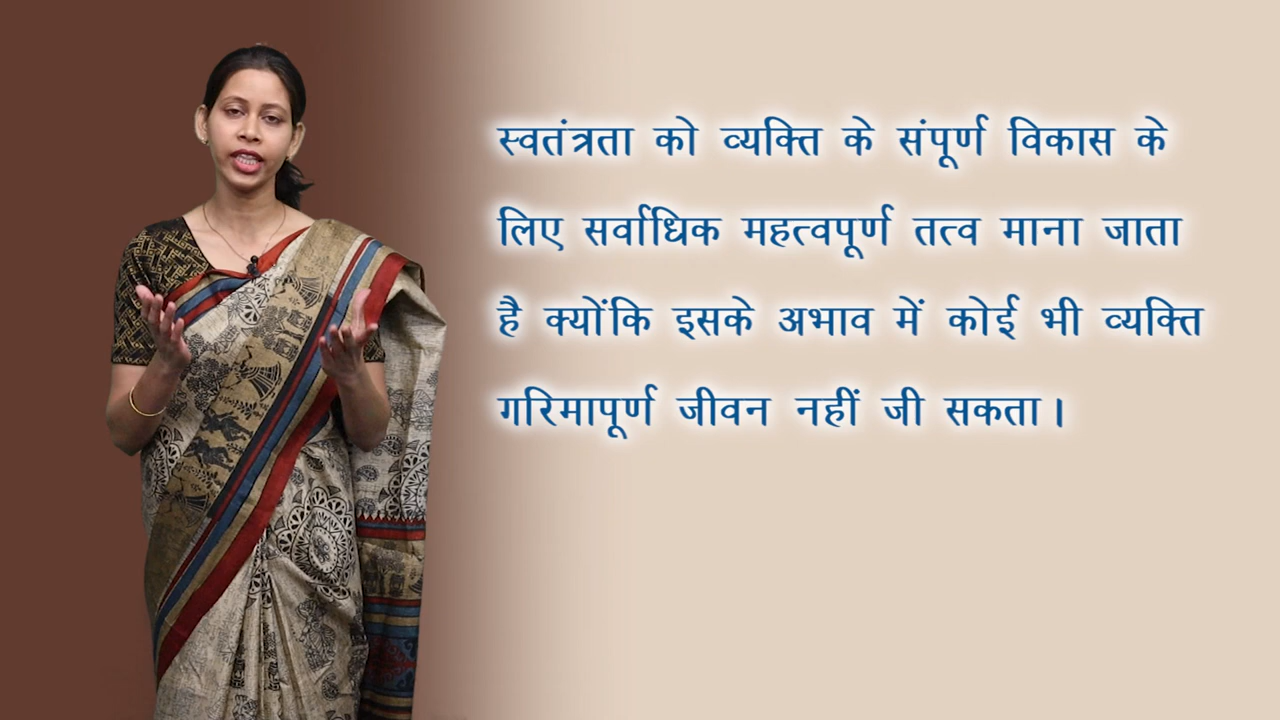 स्वतंत्रता को व्यक्ति के संपूर्ण विकास के
लिए सर्वाधिक महत्वपूर्ण तत्व माना जाता
है क्योंकि इसके अभाव में कोई भी व्यक्ति
गरिमापूर्ण जीवन नहीं जी सकता।